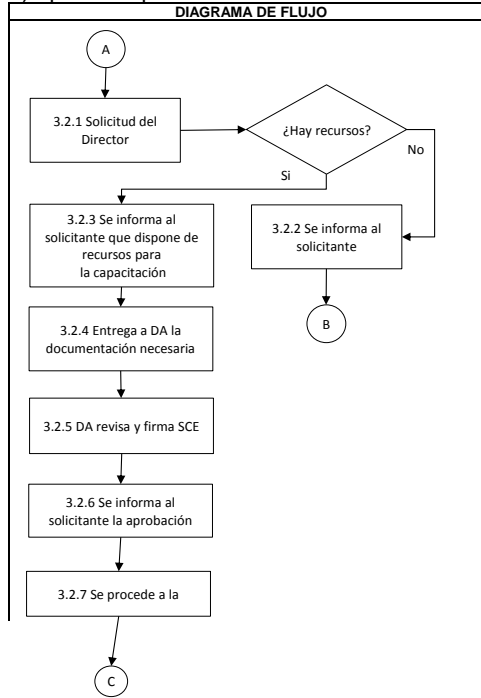 DIAGRAMA DE FLUJO
A
3.2.1 Solicitud del
Director
¿Hay recursos?
No
Si
3.2.3 Se informa al
solicitante que dispone de
recursos para
la capacitación
3.2.2 Se informa al
solicitante
3.2.4 Entrega a DA la
documentación necesaria
B
3.2.5 DA revisa y firma SCE
3.2.6 Se informa al
solicitante la aprobación
3.2.7 Se procede a la
C